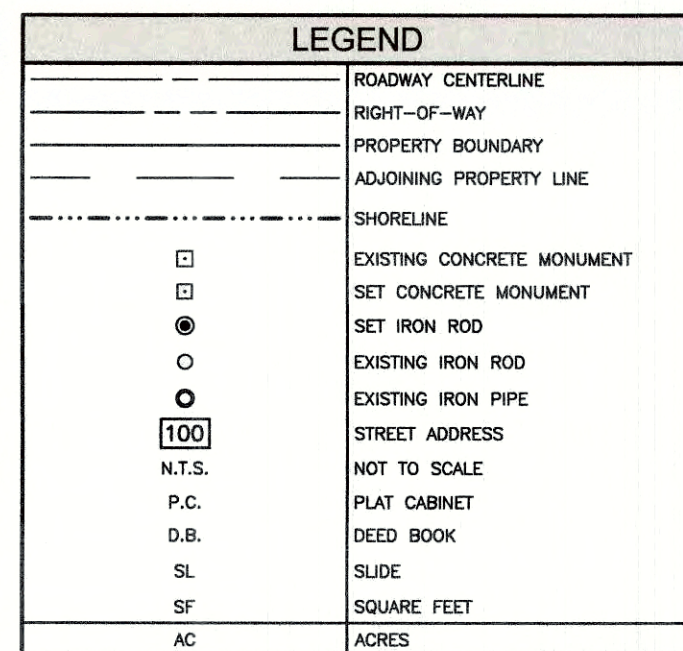 LEGEND
ROADWAY CENTERLINE
RIGHT-OF-WAY
PROPERTY BOUNDARY
ADJOINING PROPERTY LINE
SHORELINE
EXISTING CONCRETE MONUMENT
SET CONCRETE MONUMENT
SET IRON ROD
EXISTING IRON ROD
EXISTING IRON PIPE
100 STREET ADDRESS
N.T.S. NOT TO SCALE
P.C. PLAT CABINET
D.B. DEED BOOK
SL SLIDE
SF SQUARE FEET
AC ACRES